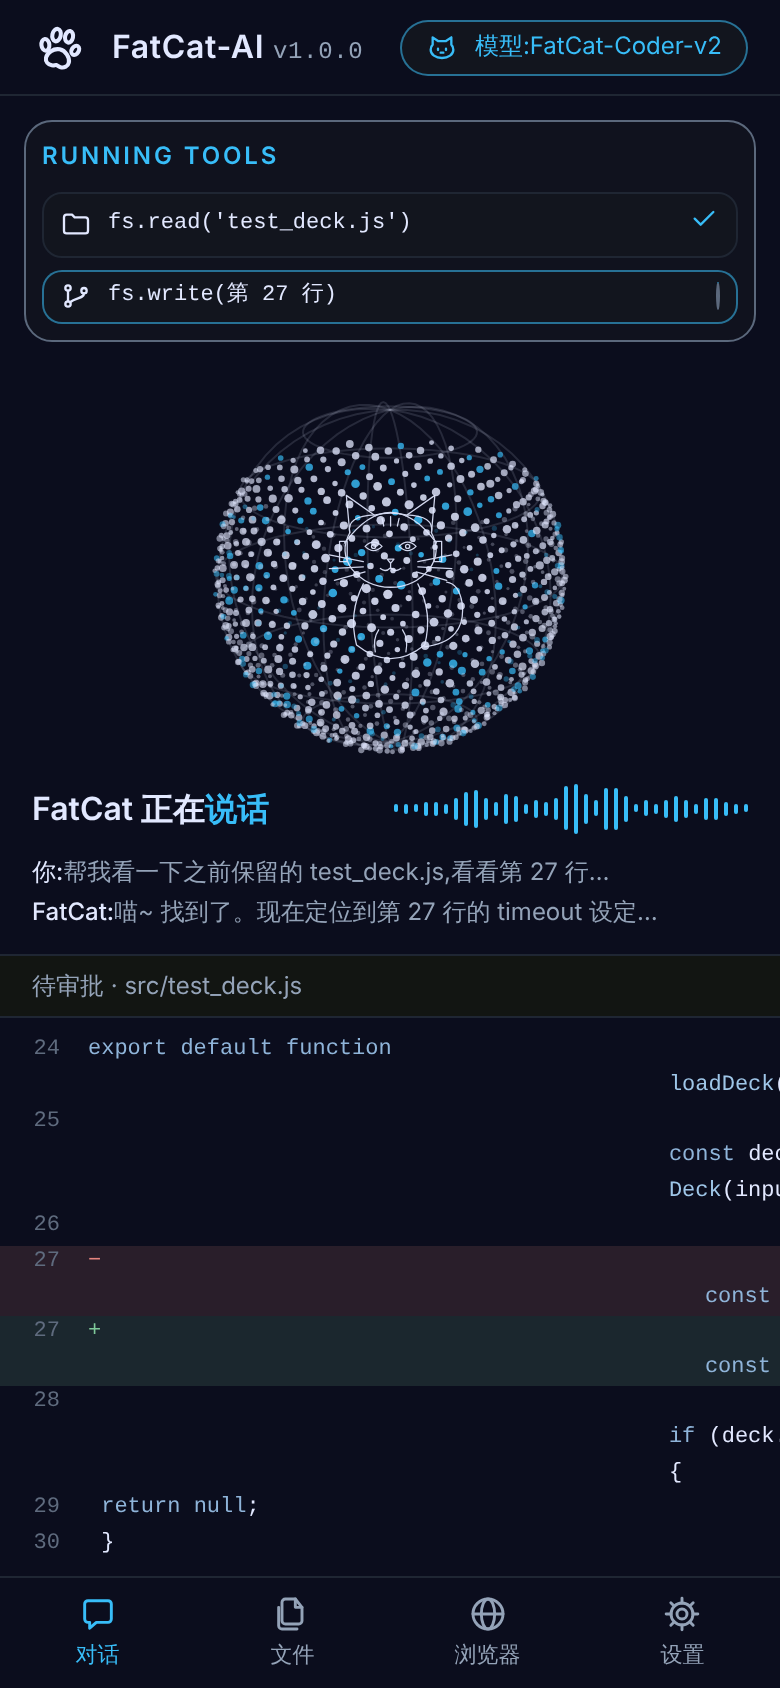 FatCat-AI v1.0.0
模型:FatCat-Coder-v2
RUNNING TOOLS
fs.read('test_deck.js')
fs.write(第 27 行)
FatCat 正在说话
你:帮我看一下之前保留的 test_deck.js,看看第 27 行...
FatCat:喵~ 找到了。现在定位到第 27 行的 timeout 设定...
待审批 · src/test_deck.js
24 export default function
loadDeck(
25
const dec
Deck(inpu
26
27 −
const
27 +
const
28
if (deck.
{
29 return null;
30 }
对话
文件
浏览器
设置